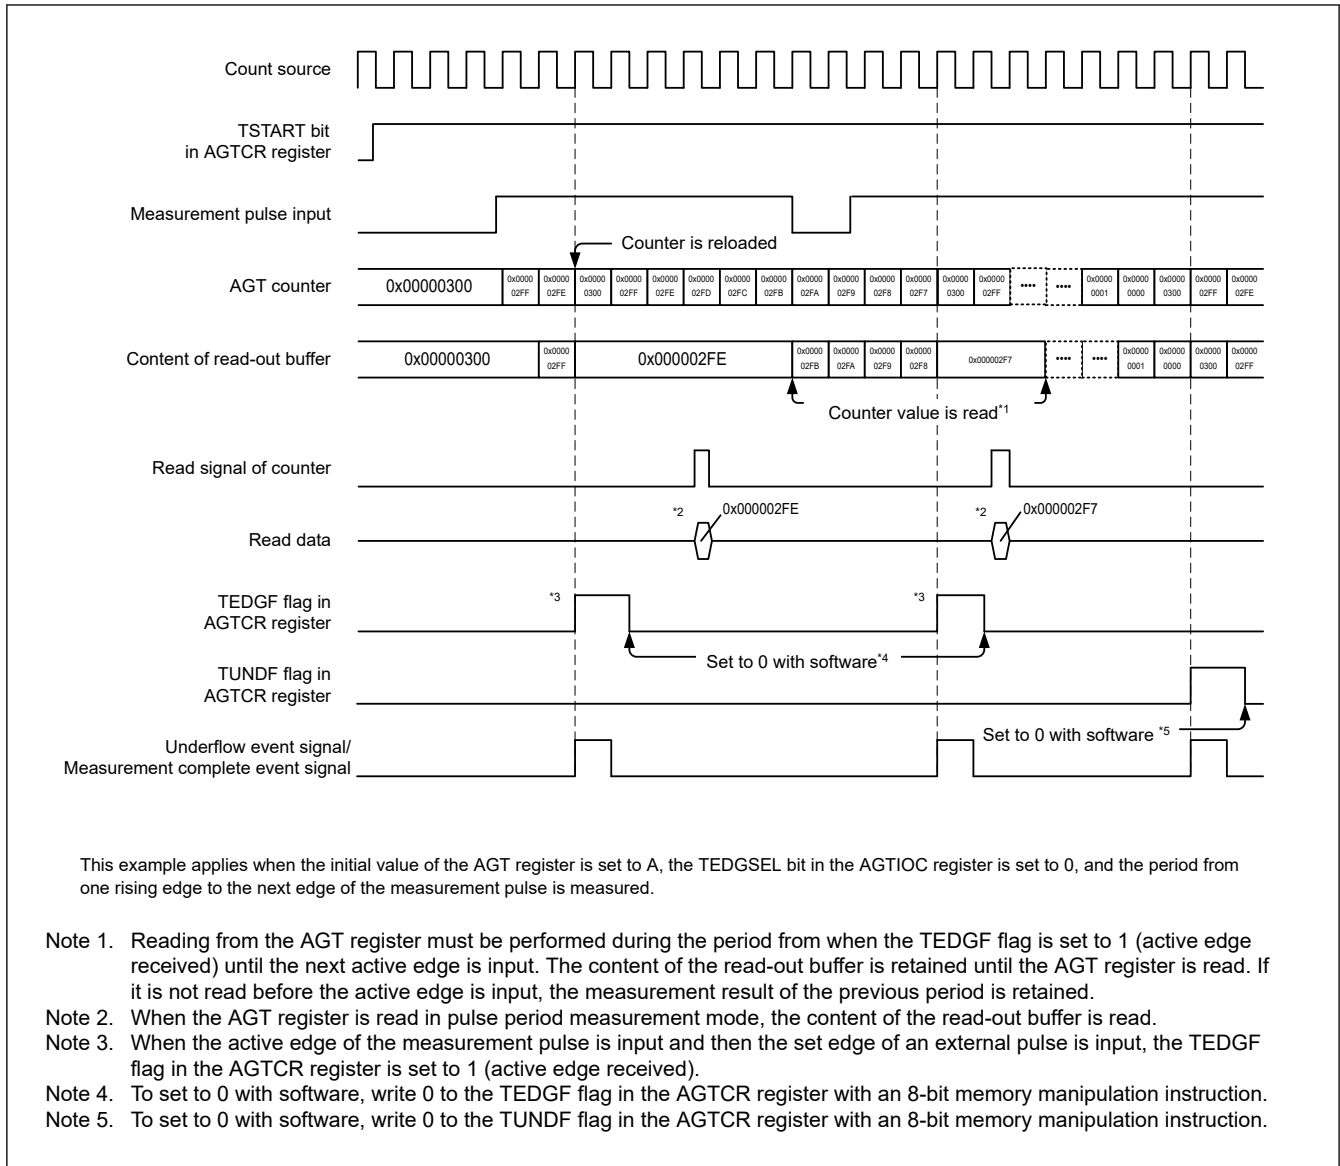 Count source
TSTART bit
in AGTCR register
Measurement pulse input
Counter is reloaded
AGT counter
0x00000300
0x0000 02FF
0x0000 02FE
0x0000 0300
0x0000 02FF
0x0000 02FE
0x0000 02FD
0x0000 02FC
0x0000 02FB
0x0000 02FA
0x0000 02F9
0x0000 02F8
0x0000 02F7
0x0000 0300
0x0000 02FF
••••
••••
0x0000 0001
0x0000 0000
0x0000 0300
0x0000 02FF
0x0000 02FE
Content of read-out buffer
0x00000300
0x0000 02FF
0x000002FE
0x0000 02FB
0x0000 02FA
0x0000 02F9
0x0000 02F8
0x000002F7
••••
••••
0x0000 0001
0x0000 0000
0x0000 0300
0x0000 02FF
Counter value is read*1
Read signal of counter
*2 0x000002FE
*2 0x000002F7
Read data
TEDGF flag in
AGTCR register
*3
*3
Set to 0 with software*4
TUNDF flag in
AGTCR register
Set to 0 with software *5
Underflow event signal/
Measurement complete event signal
This example applies when the initial value of the AGT register is set to A, the TEDGSEL bit in the AGTIOC register is set to 0, and the period from
one rising edge to the next edge of the measurement pulse is measured.
Note 1. Reading from the AGT register must be performed during the period from when the TEDGF flag is set to 1 (active edge
received) until the next active edge is input. The content of the read-out buffer is retained until the AGT register is read. If
it is not read before the active edge is input, the measurement result of the previous period is retained.
Note 2. When the AGT register is read in pulse period measurement mode, the content of the read-out buffer is read.
Note 3. When the active edge of the measurement pulse is input and then the set edge of an external pulse is input, the TEDGF
flag in the AGTCR register is set to 1 (active edge received).
Note 4. To set to 0 with software, write 0 to the TEDGF flag in the AGTCR register with an 8-bit memory manipulation instruction.
Note 5. To set to 0 with software, write 0 to the TUNDF flag in the AGTCR register with an 8-bit memory manipulation instruction.